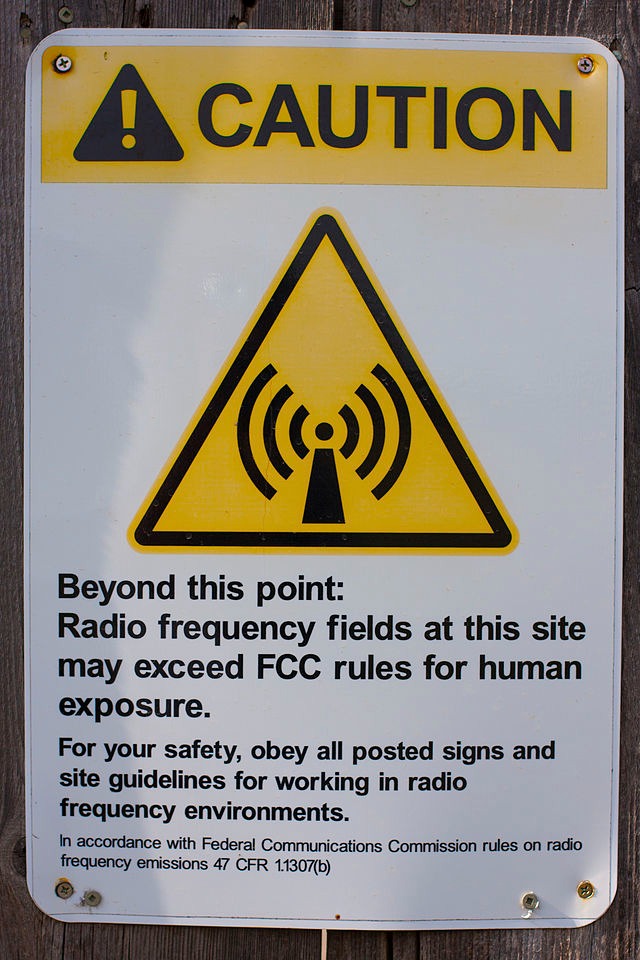 CAUTION
Beyond this point:
Radio frequency fields at this site
may exceed FCC rules for human
exposure.
For your safety, obey all posted signs and
site guidelines for working in radio
frequency environments.
In accordance with Federal Communications Commission rules on radio
frequency emissions 47 CFR 1.1307(b)